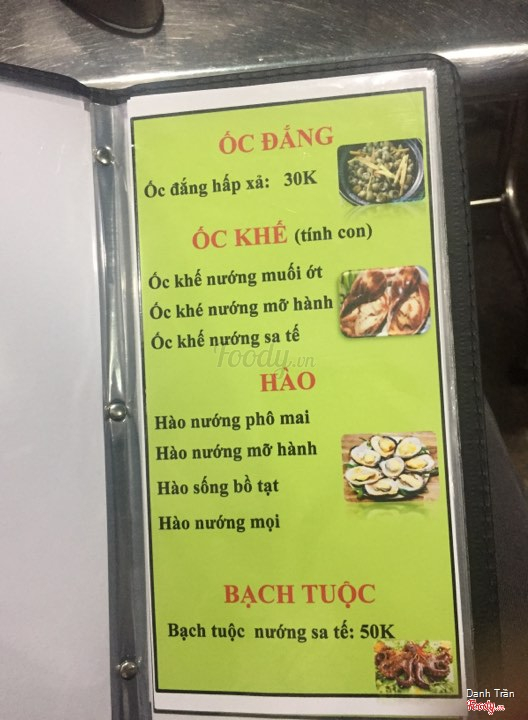 ỐC ĐẮNG
Ốc đắng hấp xả: 30K
ỐC KHẾ (tính con)
Ốc khế nướng muối ớt
Ốc khé nướng mỡ hành
Ốc khế nướng sa tế
Foody.vn
HÀO
Hào nướng phô mai
Hào nướng mỡ hành
Hào sống bồ tạt
Hào nướng mọi
BẠCH TUỘC
Bạch tuộc nướng sa tế: 50K
Danh Trần
Foody.vn